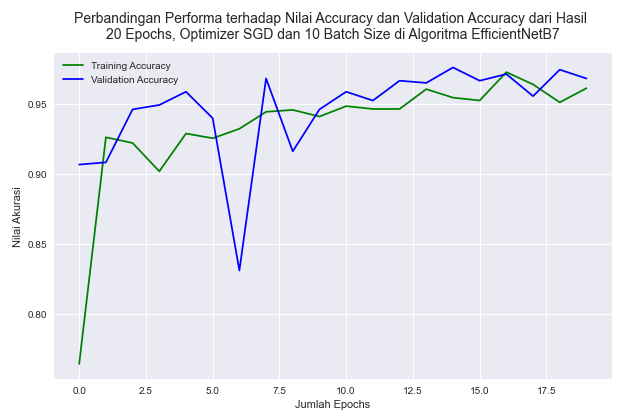 Perbandingan Performa terhadap Nilai Accuracy dan Validation Accuracy dari Hasil
20 Epochs, Optimizer SGD dan 10 Batch Size di Algoritma EfficientNetB7
Training Accuracy
Validation Accuracy
Nilai Akurasi
0.95
0.90
0.85
0.80
0.0 2.5 5.0 7.5 10.0 12.5 15.0 17.5
Jumlah Epochs